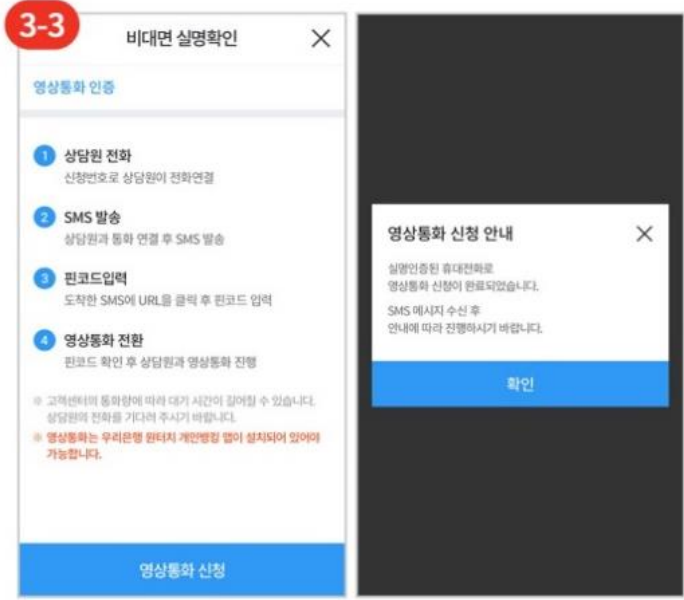 3-3
비대면 실명확인
영상통화 인증
1 상담원 전화
신청번호로 상담원이 전화연결
2 SMS 발송
상담원과 통화 연결 후 SMS 발송
3 핀코드입력
도착한 SMS에 URL을 클릭 후 핀코드 입력
4 영상통화 전환
핀코드 확인 후 상담원과 영상통화 진행
※ 고객센터의 통화량에 따라 대기 시간이 길어질 수 있습니다.
상담원의 전화를 기다려 주시기 바랍니다.
※ 영상통화는 우리은행 원터치 개인뱅킹 앱이 설치되어 있어야
가능합니다.
영상통화 신청
영상통화 신청 안내
실명인증된 휴대전화로
영상통화 신청이 완료되었습니다.
SMS 메시지 수신 후
안내에 따라 진행하시기 바랍니다.
확인